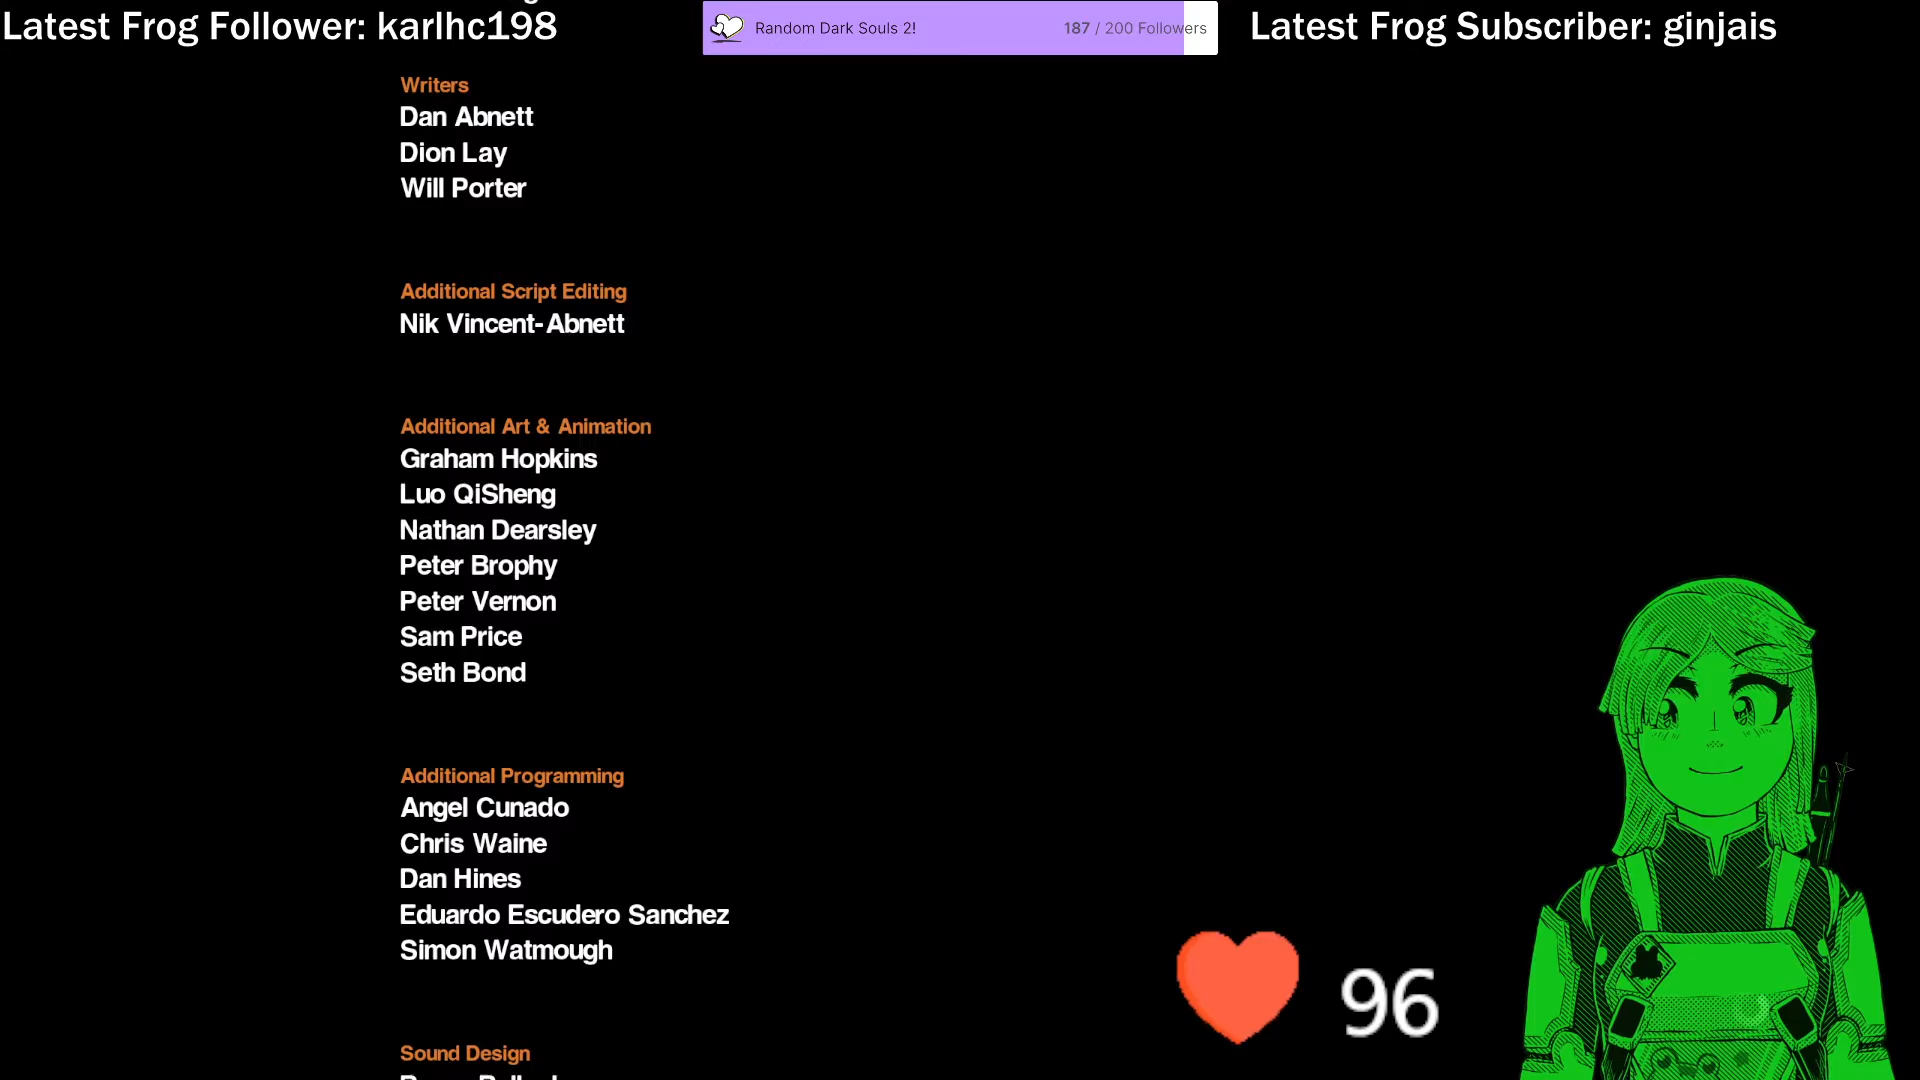 Latest Frog Follower: karlhc198
Random Dark Souls 2!
187 / 200 Followers
Latest Frog Subscriber: ginjais
Writers
Dan Abnett
Dion Lay
Will Porter
Additional Script Editing
Nik Vincent-Abnett
Additional Art & Animation
Graham Hopkins
Luo QiSheng
Nathan Dearsley
Peter Brophy
Peter Vernon
Sam Price
Seth Bond
Additional Programming
Angel Cunado
Chris Waine
Dan Hines
Eduardo Escudero Sanchez
Simon Watmough
Sound Design
96